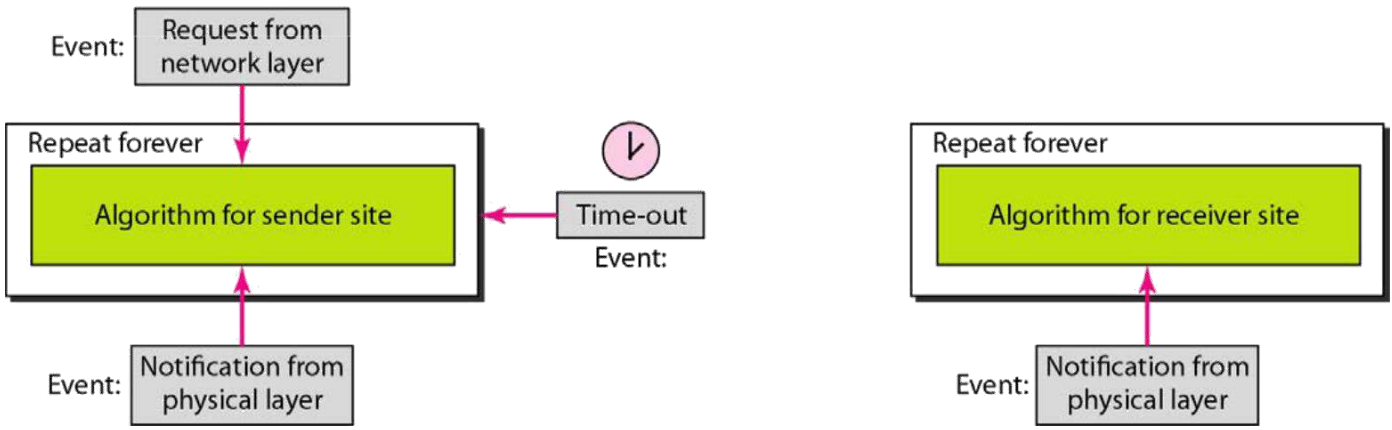 Event:
Request from
network layer
Repeat forever
Algorithm for sender site
Time-out
Event:
Event:
Notification from
physical layer
Repeat forever
Algorithm for receiver site
Event:
Notification from
physical layer